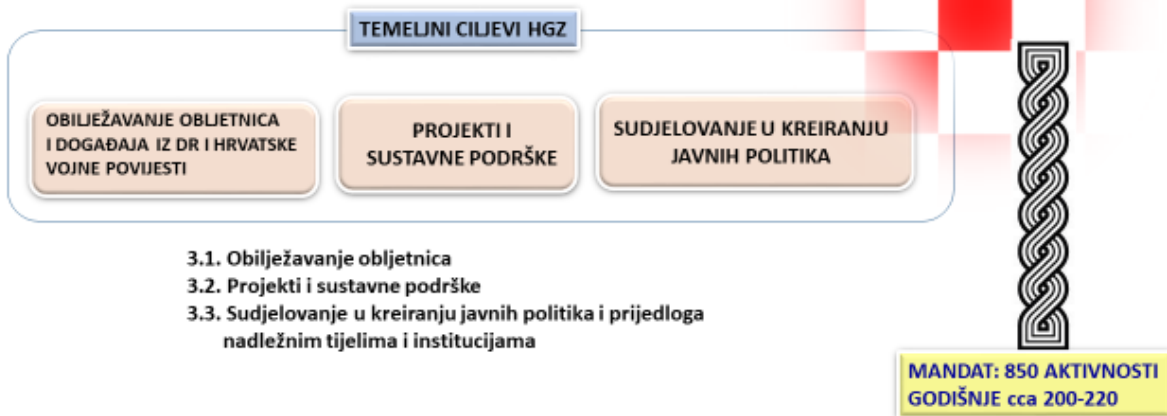 TEMELJNI CILJEVI HGZ
OBILJEŽAVANJE OBLJETNICA
I DOGAĐAJA IZ DR I HRVATSKE
VOJNE POVIJESTI
PROJEKTI I
SUSTAVNE PODRŠKE
SUDJELOVANJE U KREIRANJU
JAVNIH POLITIKA
3.1. Obilježavanje obljetnica
3.2. Projekti i sustavne podrške
3.3. Sudjelovanje u kreiranju javnih politika i prijedloga
nadležnim tijelima i institucijama
MANDAT: 850 AKTIVNOSTI
GODIŠNJE cca 200-220